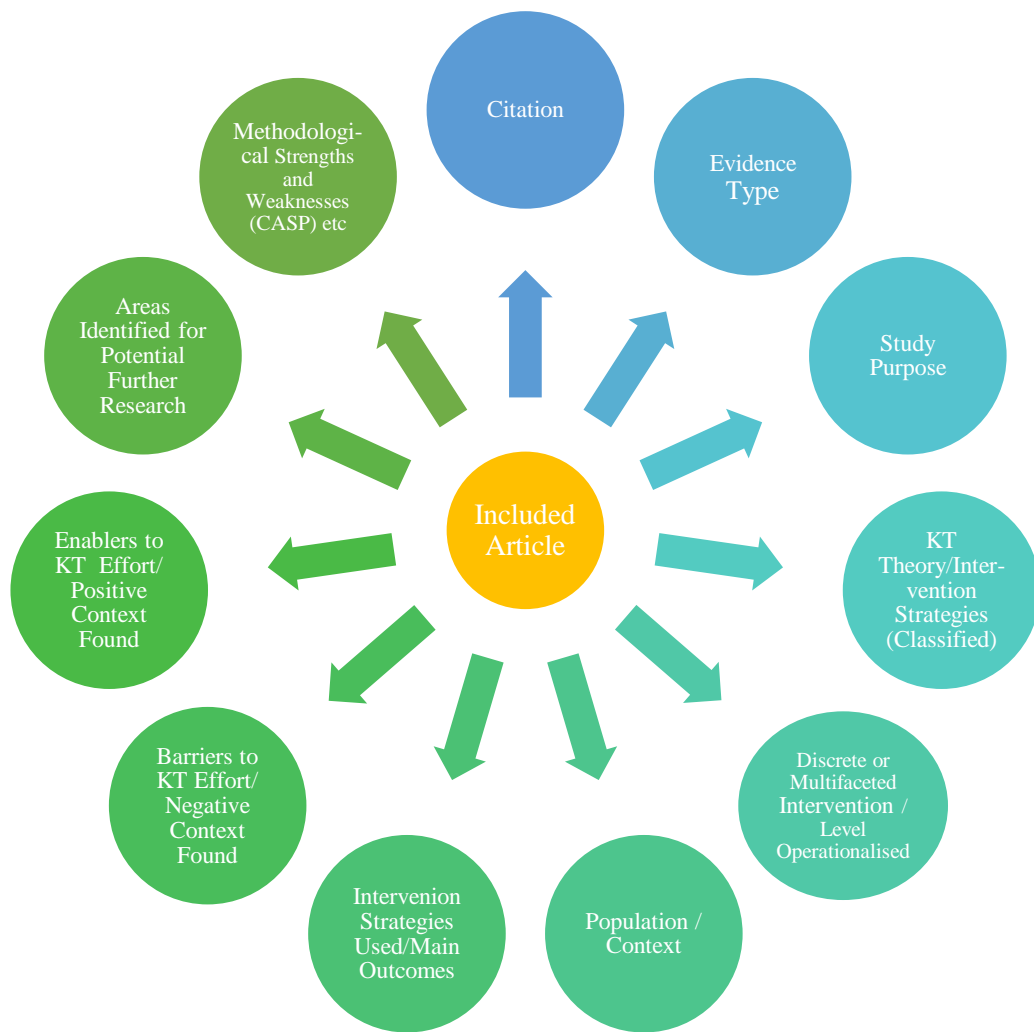 Citation
Evidence
Type
Study
Purpose
KT
Theory/Inter-
vention
Strategies
(Classified)
Discrete or
Multifaceted
Intervention /
Level
Operationalised
Population /
Context
Intervenion
Strategies
Used/Main
Outcomes
Barriers to
KT Effort/
Negative
Context
Found
Enablers to
KT Effort/
Positive
Context
Found
Areas
Identified for
Potential
Further
Research
Methodologi-
cal Strengths
and
Weaknesses
(CASP) etc
Included
Article